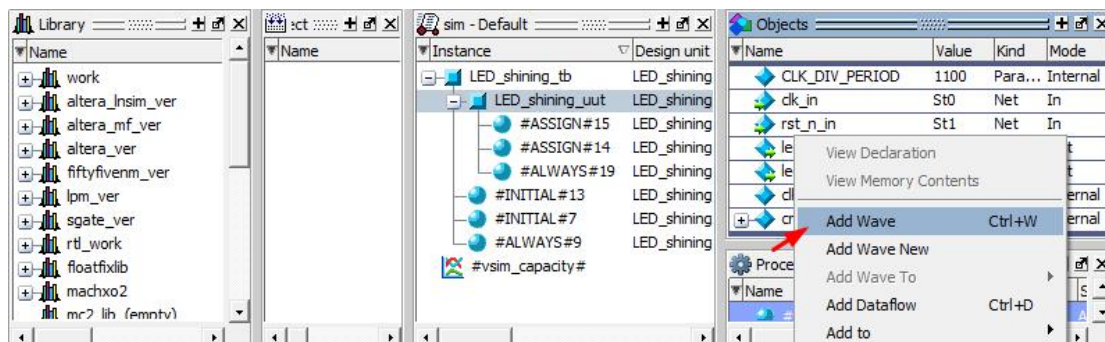 Library
Name
work
altera_lnsim_ver
altera_mf_ver
altera_ver
fiftyfivenm_ver
lpm_ver
sgate_ver
rtl_work
floatfixlib
machxo2
mc2_lib (empty)
:ct
Name
sim - Default
Instance Design unit
LED_shining_tb LED_shining
LED_shining_uut LED_shining
#ASSIGN#15 LED_shining
#ASSIGN#14 LED_shining
#ALWAYS#19 LED_shining
#INITIAL#13 LED_shining
#INITIAL#7 LED_shining
#ALWAYS#9 LED_shining
#vsim_capacity#
Objects
Name Value Kind Mode
CLK_DIV_PERIOD 1100 Para... Internal
clk_in St0 Net In
rst_n_in St1 Net In
View Declaration
View Memory Contents
Add Wave Ctrl+W
Add Wave New
Add Wave To
Add Dataflow Ctrl+D
Add to
Proce
Name